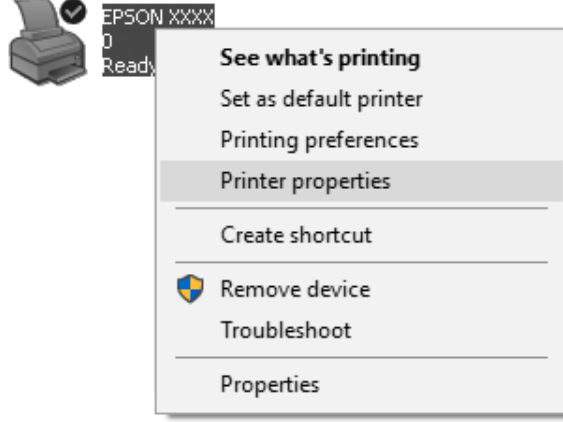 EPSON XXXX
0
Ready
See what's printing
Set as default printer
Printing preferences
Printer properties
Create shortcut
Remove device
Troubleshoot
Properties